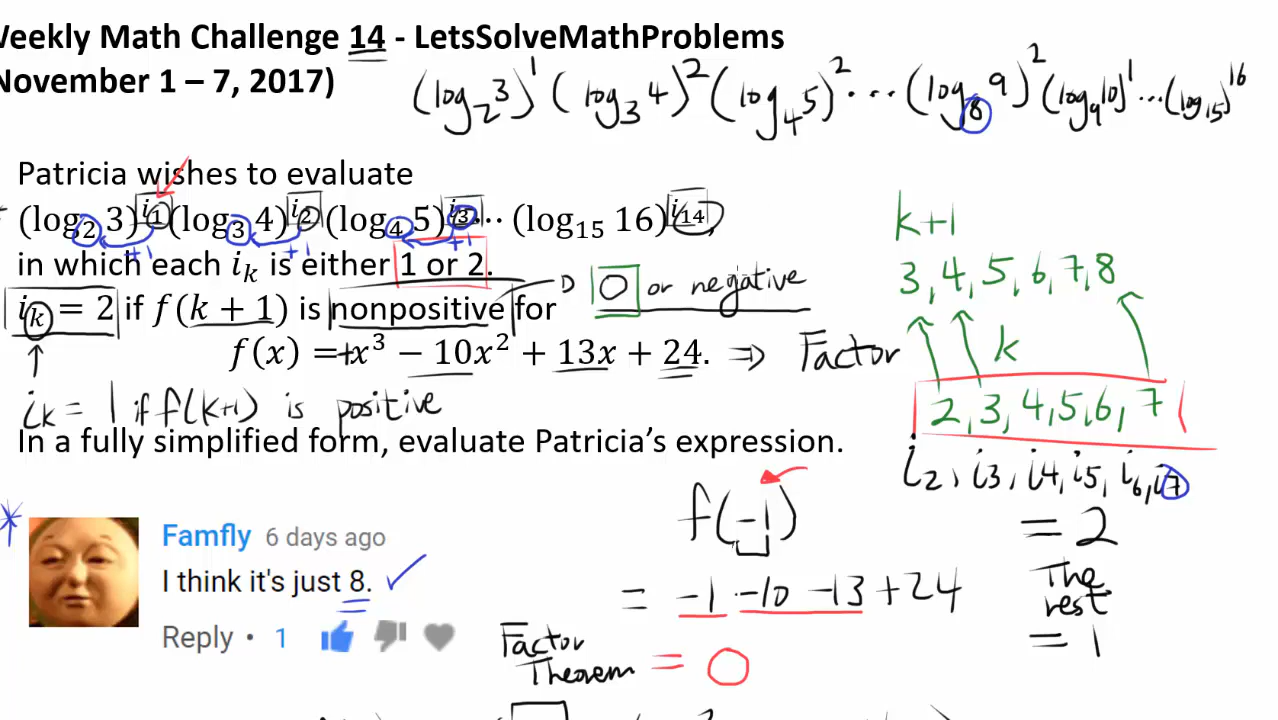 Weekly Math Challenge 14 - LetsSolveMathProblems
November 1 – 7, 2017)
(log₂3)¹ (log₃4)² (log₄5)² ... (log₈9)² (log₉10)¹ ... (log₁₅16
Patricia wishes to evaluate
(log₂ 3)^i₁ (log₃ 4)^i₂ (log₄ 5)^i₃ ⋯ (log₁₅ 16)^i₁₄,
+1 +1 +1
in which each iₖ is either 1 or 2.
iₖ = 2 if f(k + 1) is nonpositive for
0 or negative
f(x) = +x³ − 10x² + 13x + 24. ⇒ Factor
iₖ = 1 if f(k+1) is positive
In a fully simplified form, evaluate Patricia's expression.
k+1
3, 4, 5, 6, 7, 8
k
2, 3, 4, 5, 6, 7
i₂, i₃, i₄, i₅, i₆, i₇
= 2
The
rest
= 1
Famfly 6 days ago
I think it's just 8.
Reply • 1
f(-1)
= -1 -10 -13 +24
Factor
Theorem = 0